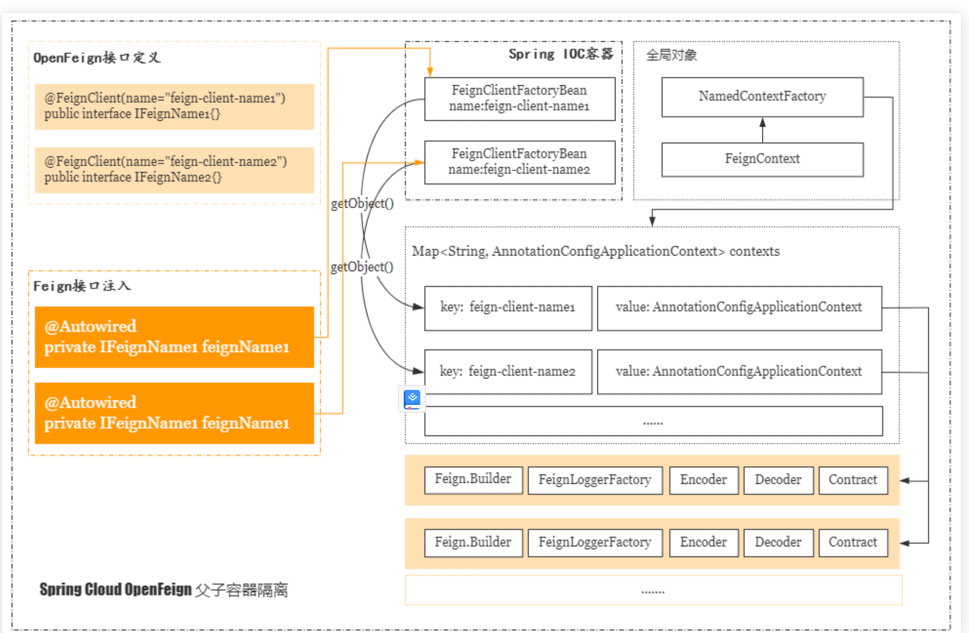 OpenFeign接口定义
@FeignClient(name="feign-client-name1")
public interface IFeignName1{}
@FeignClient(name="feign-client-name2")
public interface IFeignName2{}
Feign接口注入
@Autowired
private IFeignName1 feignName1
@Autowired
private IFeignName1 feignName1
Spring Cloud OpenFeign 父子容器隔离
Spring IOC容器
FeignClientFactoryBean
name:feign-client-name1
FeignClientFactoryBean
name:feign-client-name2
getObject()
getObject()
全局对象
NamedContextFactory
FeignContext
Map<String, AnnotationConfigApplicationContext> contexts
key: feign-client-name1
value: AnnotationConfigApplicationContext
key: feign-client-name2
value: AnnotationConfigApplicationContext
......
Feign.Builder
FeignLoggerFactory
Encoder
Decoder
Contract
Feign.Builder
FeignLoggerFactory
Encoder
Decoder
Contract
.......